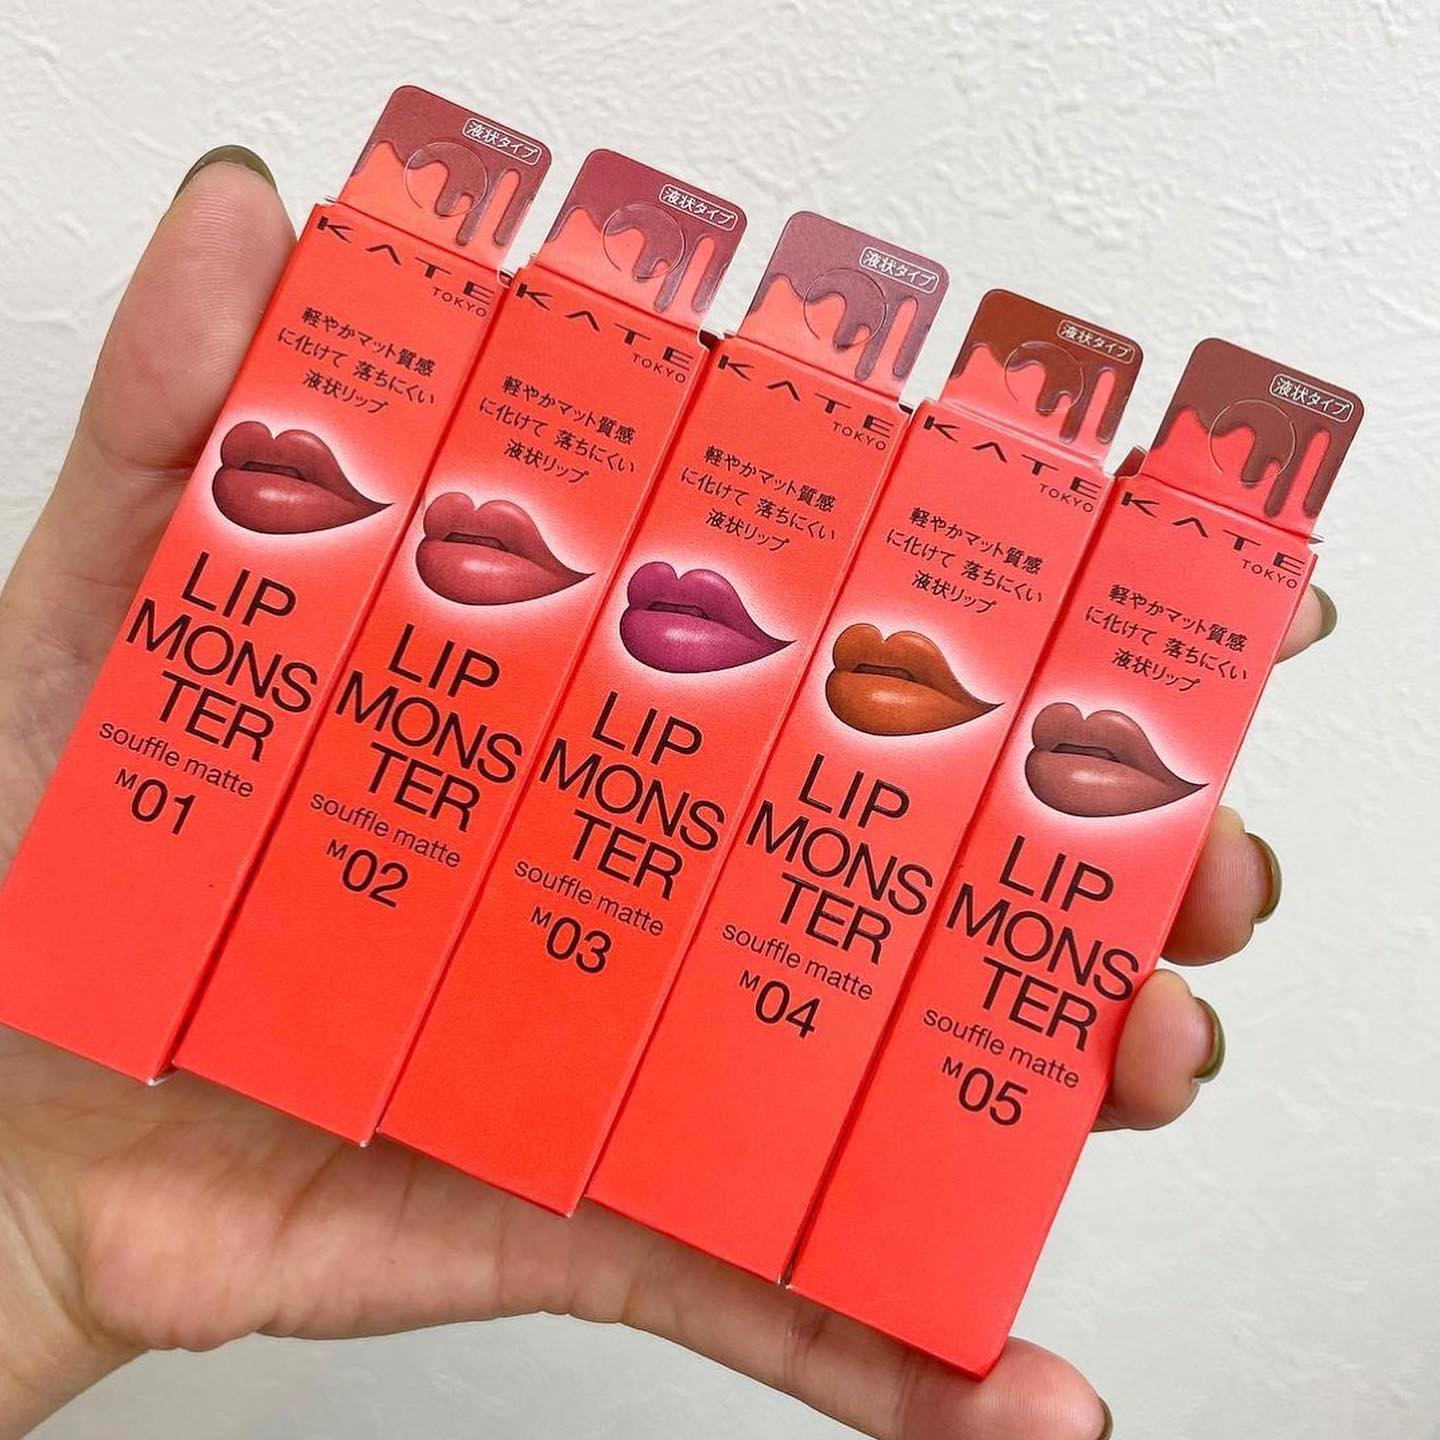 液状タイプ
KATE
TOKYO
軽やかマット質感
に化けて 落ちにくい
液状リップ
LIP
MONS
TER
souffle matte
M01
液状タイプ
KATE
TOKYO
軽やかマット質感
に化けて 落ちにくい
液状リップ
LIP
MONS
TER
souffle matte
M02
液状タイプ
KATE
TOKYO
軽やかマット質感
に化けて 落ちにくい
液状リップ
LIP
MONS
TER
souffle matte
M03
液状タイプ
KATE
TOKYO
軽やかマット質感
に化けて 落ちにくい
液状リップ
LIP
MONS
TER
souffle matte
M04
液状タイプ
KATE
TOKYO
軽やかマット質感
に化けて 落ちにくい
液状リップ
LIP
MONS
TER
souffle matte
M05